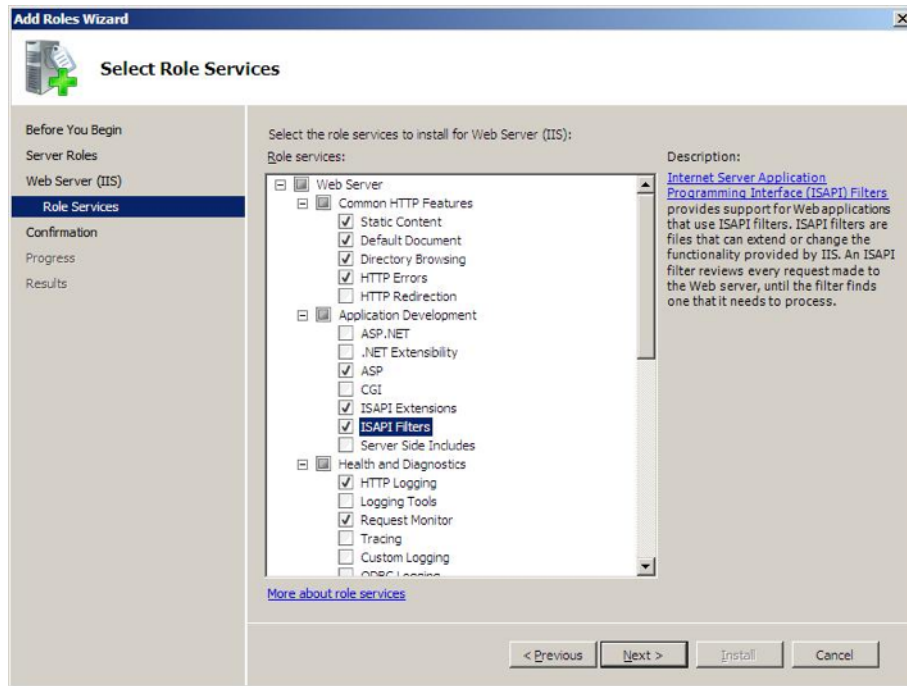 Add Roles Wizard
Select Role Services
Before You Begin
Server Roles
Web Server (IIS)
Role Services
Confirmation
Progress
Results
Select the role services to install for Web Server (IIS):
Role services:
Web Server
Common HTTP Features
Static Content
Default Document
Directory Browsing
HTTP Errors
HTTP Redirection
Application Development
ASP.NET
.NET Extensibility
ASP
CGI
ISAPI Extensions
ISAPI Filters
Server Side Includes
Health and Diagnostics
HTTP Logging
Logging Tools
Request Monitor
Tracing
Custom Logging
More about role services
Description:
Internet Server Application
Programming Interface (ISAPI) Filters
provides support for Web applications
that use ISAPI filters. ISAPI filters are
files that can extend or change the
functionality provided by IIS. An ISAPI
filter reviews every request made to
the Web server, until the filter finds
one that it needs to process.
< Previous
Next >
Install
Cancel